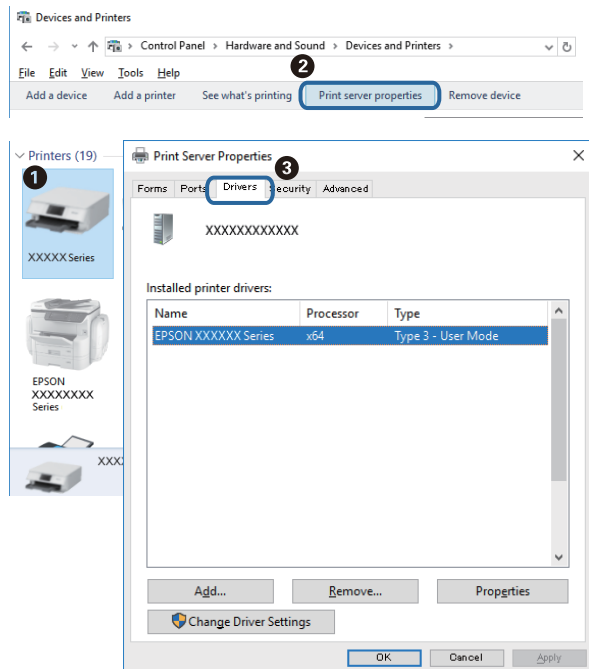 Devices and Printers
Control Panel > Hardware and Sound > Devices and Printers >
2
File Edit View Tools Help
Add a device Add a printer See what's printing Print server properties Remove device
Printers (19)
1
XXXXX Series
EPSON
XXXXXXXX
Series
XXX
Print Server Properties
3
Forms Ports Drivers Security Advanced
XXXXXXXXXXXX
Installed printer drivers:
Name Processor Type
EPSON XXXXXX Series x64 Type 3 - User Mode
Add... Remove... Properties
Change Driver Settings
OK Cancel Apply